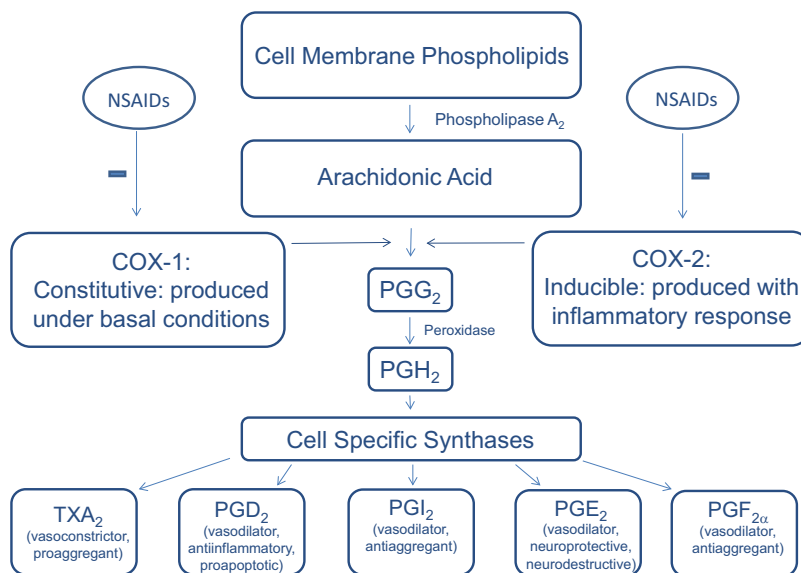 Cell Membrane Phospholipids
NSAIDs
NSAIDs
Phospholipase A₂
Arachidonic Acid
COX-1:
Constitutive: produced
under basal conditions
COX-2:
Inducible: produced with
inflammatory response
PGG₂
Peroxidase
PGH₂
Cell Specific Synthases
TXA₂
(vasoconstrictor,
proaggregant)
PGD₂
(vasodilator,
antiinflammatory,
proapoptotic)
PGI₂
(vasodilator,
antiaggregant)
PGE₂
(vasodilator,
neuroprotective,
neurodestructive)
PGF₂α
(vasodilator,
antiaggregant)